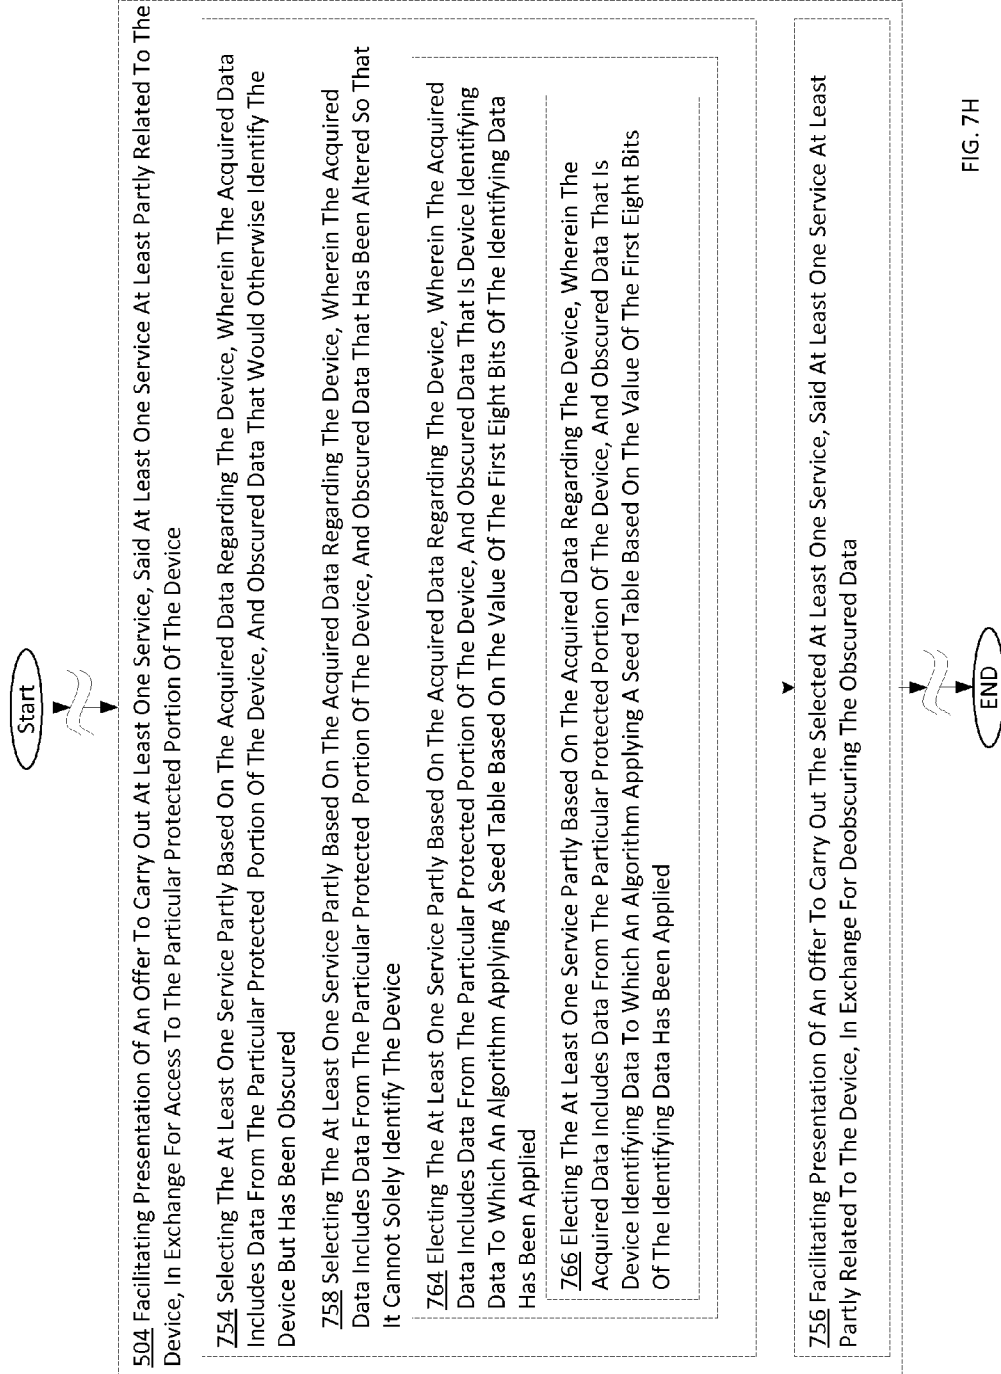 Start
504 Facilitating Presentation Of An Offer To Carry Out At Least One Service, Said At Least One Service At Least Partly Related To The
Device, In Exchange For Access To The Particular Protected Portion Of The Device
754 Selecting The At Least One Service Partly Based On The Acquired Data Regarding The Device, Wherein The Acquired Data
Includes Data From The Particular Protected Portion Of The Device, And Obscured Data That Would Otherwise Identify The
Device But Has Been Obscured
758 Selecting The At Least One Service Partly Based On The Acquired Data Regarding The Device, Wherein The Acquired
Data Includes Data From The Particular Protected Portion Of The Device, And Obscured Data That Has Been Altered So That
It Cannot Solely Identify The Device
764 Electing The At Least One Service Partly Based On The Acquired Data Regarding The Device, Wherein The Acquired
Data Includes Data From The Particular Protected Portion Of The Device, And Obscured Data That Is Device Identifying
Data To Which An Algorithm Applying A Seed Table Based On The Value Of The First Eight Bits Of The Identifying Data
Has Been Applied
766 Electing The At Least One Service Partly Based On The Acquired Data Regarding The Device, Wherein The
Acquired Data Includes Data From The Particular Protected Portion Of The Device, And Obscured Data That Is
Device Identifying Data To Which An Algorithm Applying A Seed Table Based On The Value Of The First Eight Bits
Of The Identifying Data Has Been Applied
756 Facilitating Presentation Of An Offer To Carry Out The Selected At Least One Service, Said At Least One Service At Least
Partly Related To The Device, In Exchange For Deobscuring The Obscured Data
END
FIG. 7H